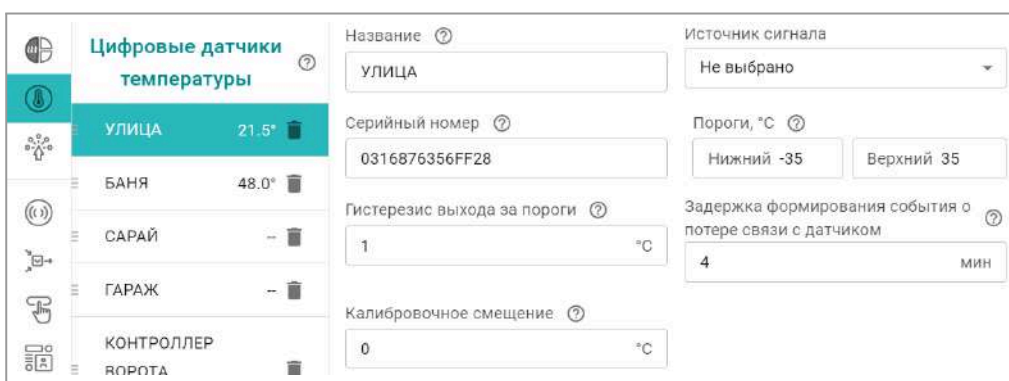 Цифровые датчики
температуры
УЛИЦА 21.5°
БАНЯ 48.0°
САРАЙ --
ГАРАЖ --
КОНТРОЛЛЕР
ВОРОТА
Название
УЛИЦА
Источник сигнала
Не выбрано
Серийный номер
0316876356FF28
Пороги, °C
Нижний -35 Верхний 35
Гистерезис выхода за пороги
1 °C
Задержка формирования события о
потере связи с датчиком
4 мин
Калибровочное смещение
0 °C